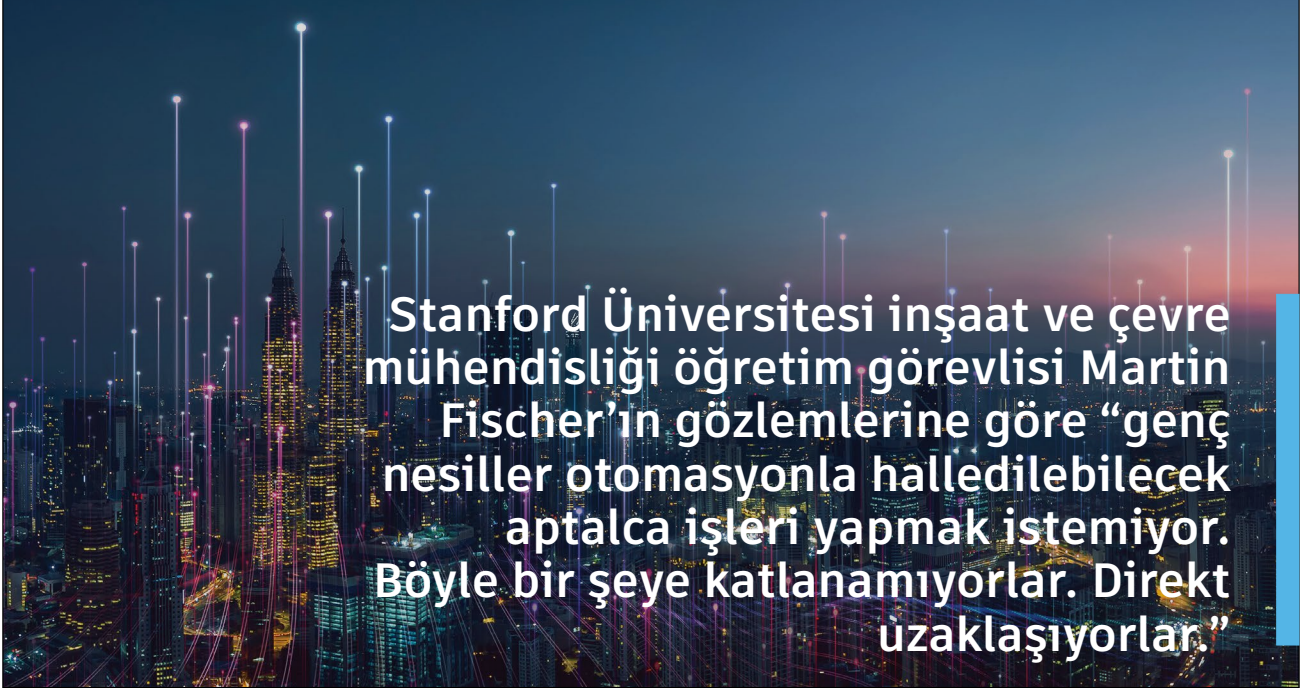 Stanford Üniversitesi inşaat ve çevre
mühendisliği öğretim görevlisi Martin
Fischer’ın gözlemlerine göre “genç
nesiller otomasyonla halledilebilecek
aptalca işleri yapmak istemiyor.
Böyle bir şeye katlanamıyorlar. Direkt
uzaklaşıyorlar.”